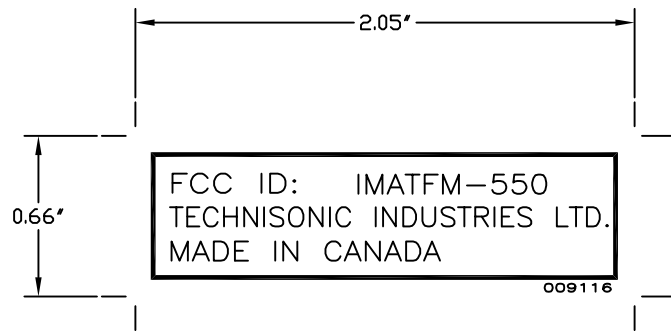 2.05"
0.66"
FCC ID: IMATFM-550
TECHNISONIC INDUSTRIES LTD.
MADE IN CANADA
009116